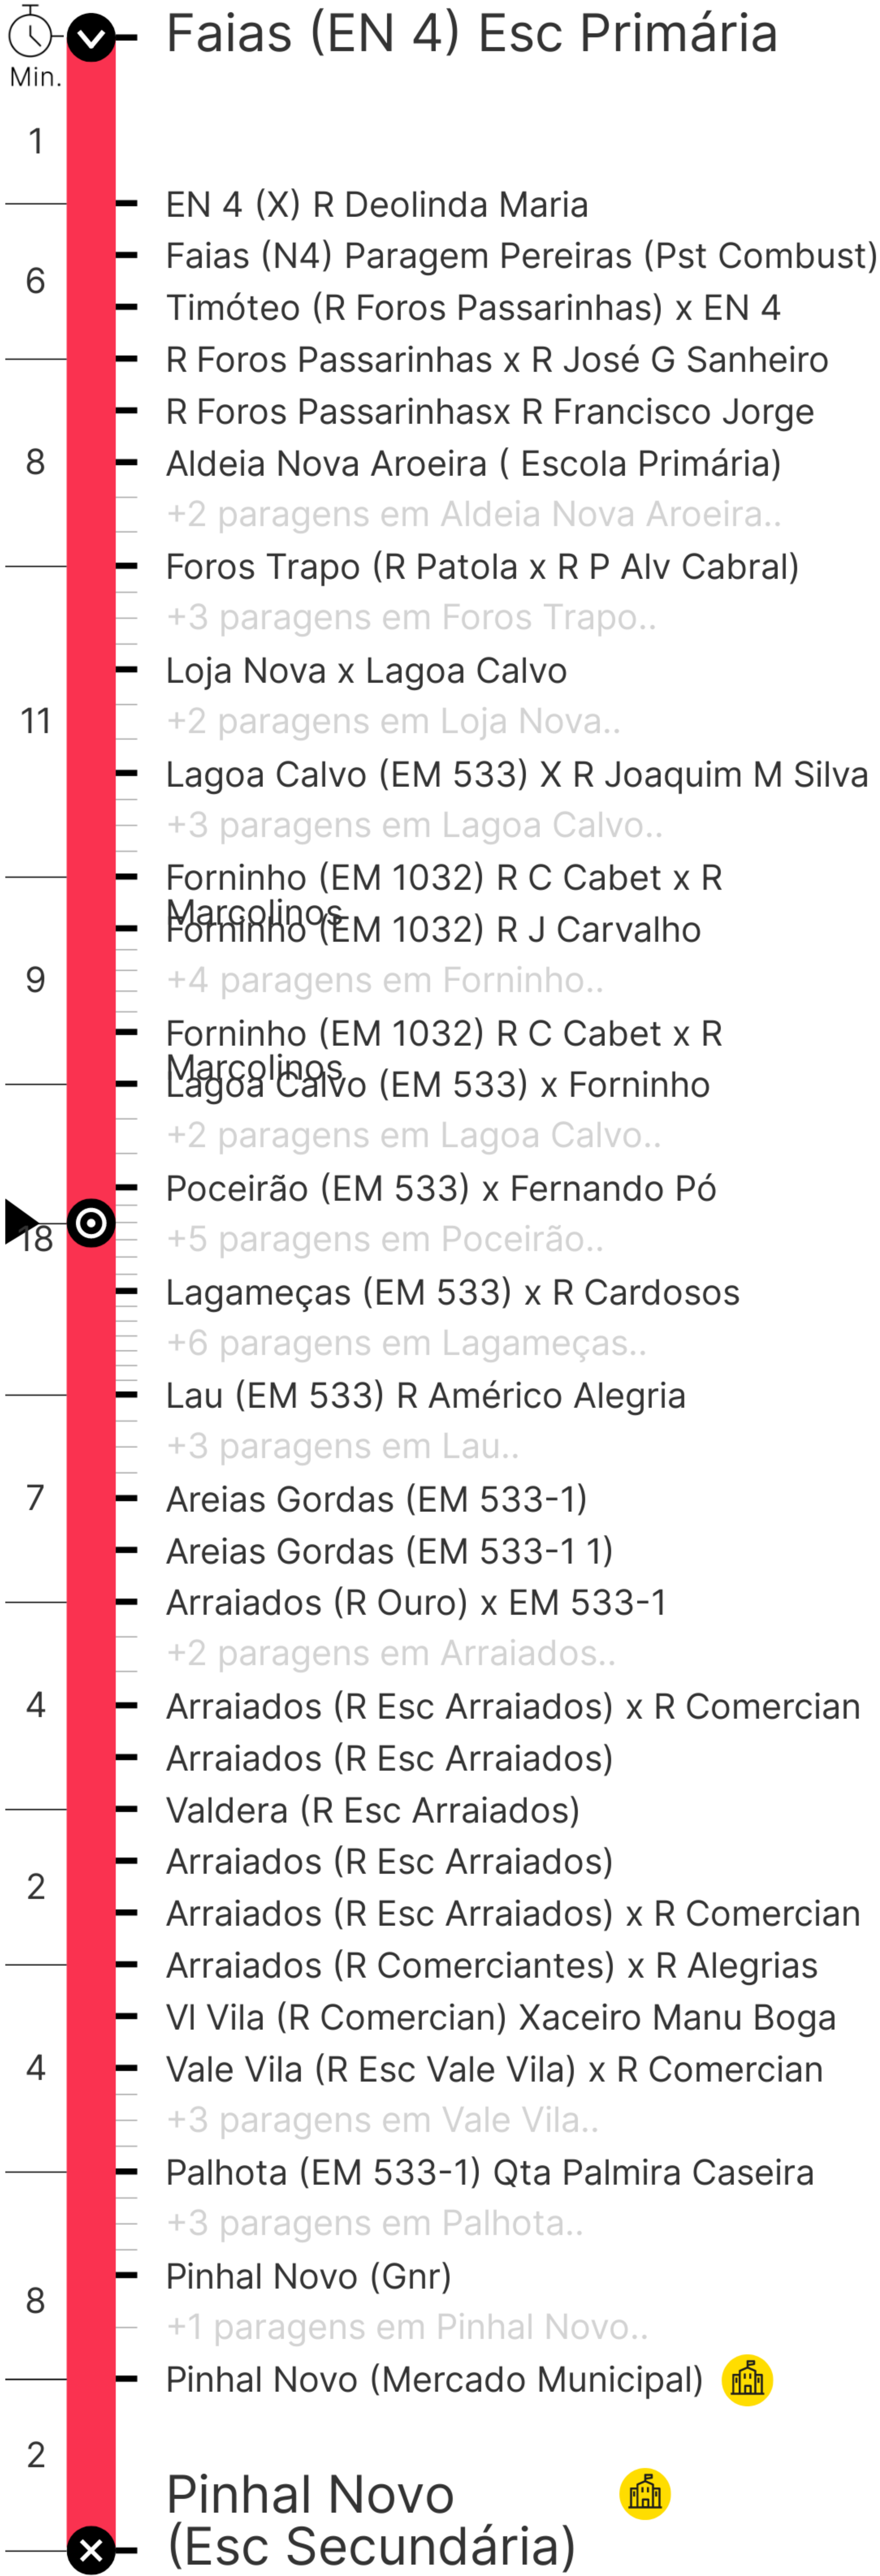 Faias (EN 4) Esc Primária
Min.
1
EN 4 (X) R Deolinda Maria
Faias (N4) Paragem Pereiras (Pst Combust)
6
Timóteo (R Foros Passarinhas) x EN 4
R Foros Passarinhas x R José G Sanheiro
R Foros Passarinhasx R Francisco Jorge
8
Aldeia Nova Aroeira ( Escola Primária)
+2 paragens em Aldeia Nova Aroeira..
Foros Trapo (R Patola x R P Alv Cabral)
+3 paragens em Foros Trapo..
Loja Nova x Lagoa Calvo
11
+2 paragens em Loja Nova..
Lagoa Calvo (EM 533) X R Joaquim M Silva
+3 paragens em Lagoa Calvo..
Forninho (EM 1032) R C Cabet x R
Marcolinos
Forninho (EM 1032) R J Carvalho
9
+4 paragens em Forninho..
Forninho (EM 1032) R C Cabet x R
Marcolinos
Lagoa Calvo (EM 533) x Forninho
+2 paragens em Lagoa Calvo..
Poceirão (EM 533) x Fernando Pó
18
+5 paragens em Poceirão..
Lagameças (EM 533) x R Cardosos
+6 paragens em Lagameças..
Lau (EM 533) R Américo Alegria
+3 paragens em Lau..
7
Areias Gordas (EM 533-1)
Areias Gordas (EM 533-1 1)
Arraiados (R Ouro) x EM 533-1
+2 paragens em Arraiados..
4
Arraiados (R Esc Arraiados) x R Comercian
Arraiados (R Esc Arraiados)
Valdera (R Esc Arraiados)
Arraiados (R Esc Arraiados)
2
Arraiados (R Esc Arraiados) x R Comercian
Arraiados (R Comerciantes) x R Alegrias
Vl Vila (R Comercian) Xaceiro Manu Boga
4
Vale Vila (R Esc Vale Vila) x R Comercian
+3 paragens em Vale Vila..
Palhota (EM 533-1) Qta Palmira Caseira
+3 paragens em Palhota..
Pinhal Novo (Gnr)
8
+1 paragens em Pinhal Novo..
Pinhal Novo (Mercado Municipal)
2
Pinhal Novo
(Esc Secundária)